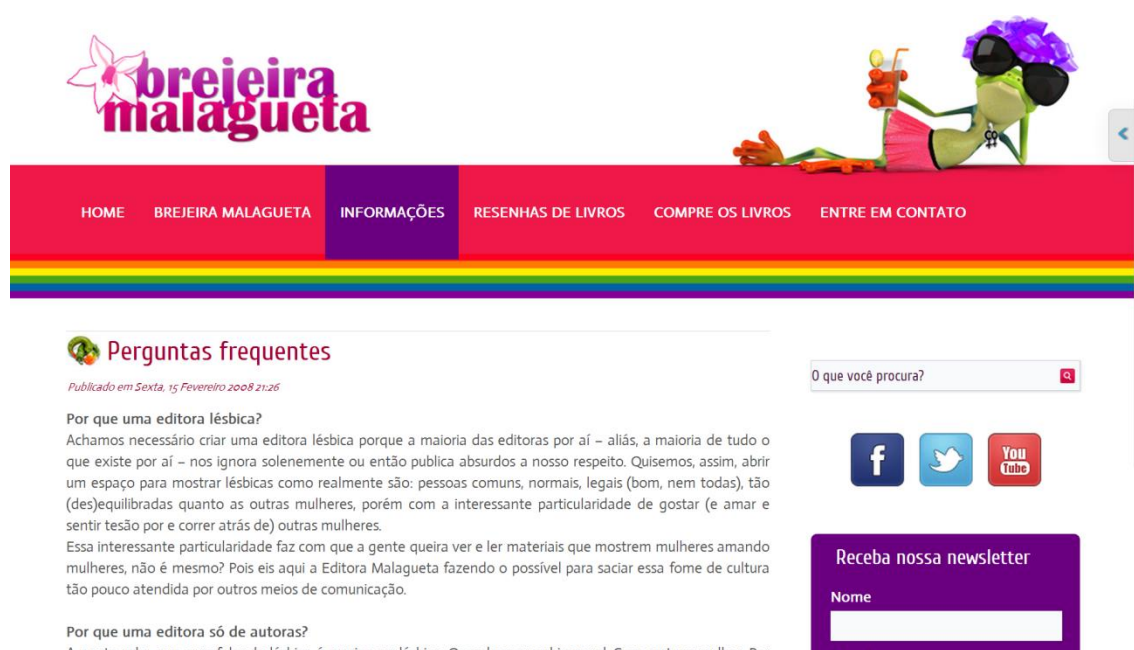 brejeira
malagueta
HOME BREJEIRA MALAGUETA INFORMAÇÕES RESENHAS DE LIVROS COMPRE OS LIVROS ENTRE EM CONTATO
Perguntas frequentes
Publicado em Sexta, 15 Fevereiro 2008 21:26
Por que uma editora lésbica?
Achamos necessário criar uma editora lésbica porque a maioria das editoras por aí – aliás, a maioria de tudo o
que existe por aí – nos ignora solenemente ou então publica absurdos a nosso respeito. Quisemos, assim, abrir
um espaço para mostrar lésbicas como realmente são: pessoas comuns, normais, legais (bom, nem todas), tão
(des)equilibradas quanto as outras mulheres, porém com a interessante particularidade de gostar (e amar e
sentir tesão por e correr atrás de) outras mulheres.
Essa interessante particularidade faz com que a gente queira ver e ler materiais que mostrem mulheres amando
mulheres, não é mesmo? Pois eis aqui a Editora Malagueta fazendo o possível para saciar essa fome de cultura
tão pouco atendida por outros meios de comunicação.
Por que uma editora só de autoras?
O que você procura?
f
You
Tube
Receba nossa newsletter
Nome